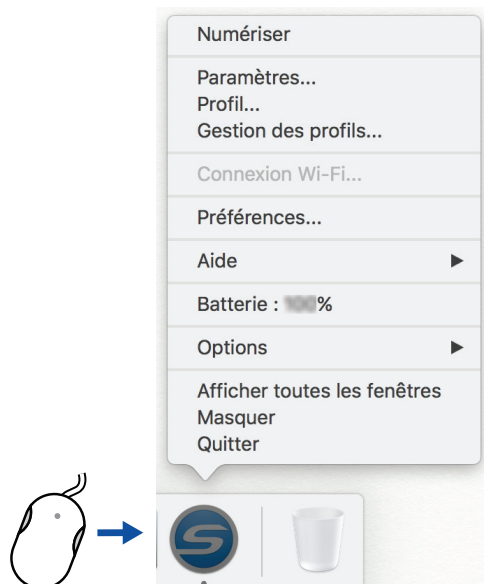 Numériser
Paramètres...
Profil...
Gestion des profils...
Connexion Wi-Fi...
Préférences...
Aide
Batterie : %
Options
Afficher toutes les fenêtres
Masquer
Quitter